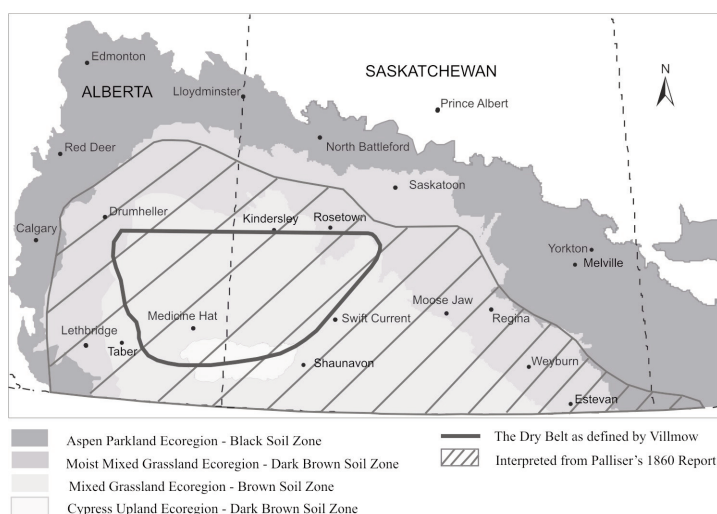 Edmonton
SASKATCHEWAN
N
ALBERTA
Lloydminster
Prince Albert
Red Deer
North Battleford
Saskatoon
Drumheller
Kindersley
Rosetown
Calgary
Yorkton
Melville
Medicine Hat
Swift Current
Moose Jaw
Regina
Lethbridge
Taber
Shaunavon
Weyburn
Estevan
Aspen Parkland Ecoregion - Black Soil Zone
The Dry Belt as defined by Villmow
Moist Mixed Grassland Ecoregion - Dark Brown Soil Zone
Interpreted from Palliser's 1860 Report
Mixed Grassland Ecoregion - Brown Soil Zone
Cypress Upland Ecoregion - Dark Brown Soil Zone